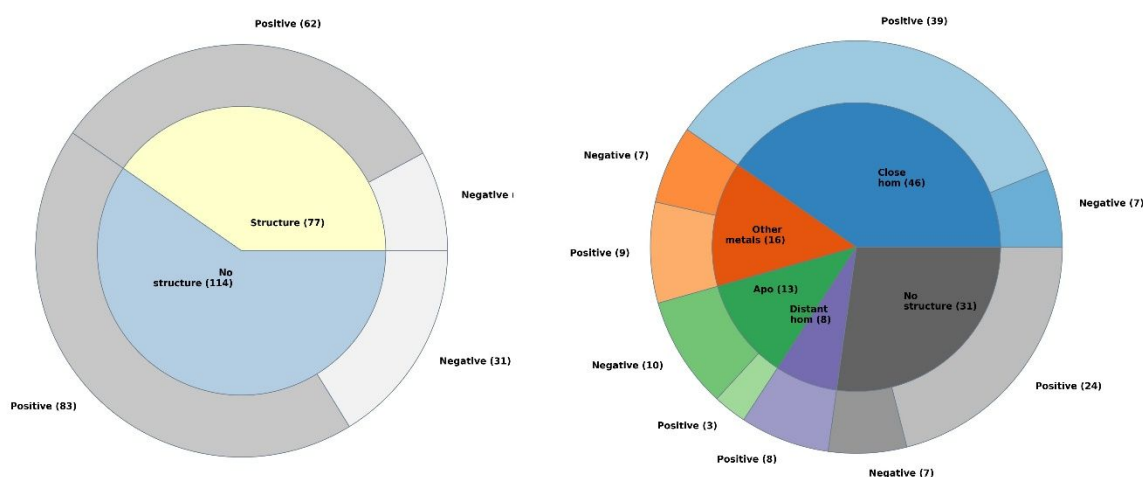 Positive (62)
Negative (
Structure (77)
No
structure (114)
Negative (31)
Positive (83)
Positive (39)
Close
hom (46)
Negative (7)
Negative (7)
Other
metals (16)
Positive (9)
Apo (13)
Distant
hom (8)
No
structure (31)
Negative (10)
Positive (24)
Positive (3)
Positive (8)
Negative (7)